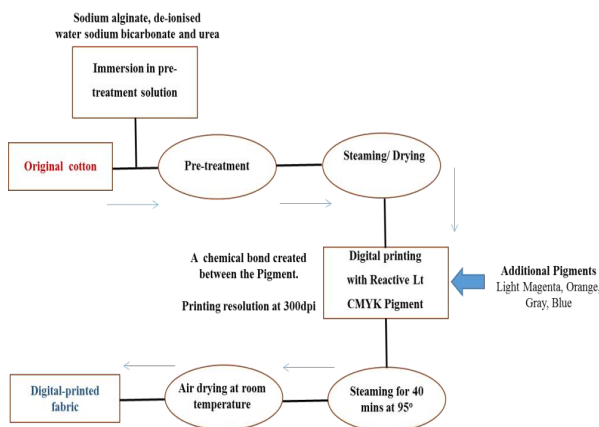 Sodium alginate, de-ionised
water sodium bicarbonate and urea
Immersion in pre-
treatment solution
Original cotton
Pre-treatment
Steaming/ Drying
A chemical bond created
between the Pigment.
Printing resolution at 300dpi
Digital printing
with Reactive Lt
CMYK Pigment
Additional Pigments
Light Magenta, Orange,
Gray, Blue
Digital-printed
fabric
Air drying at room
temperature
Steaming for 40
mins at 95°